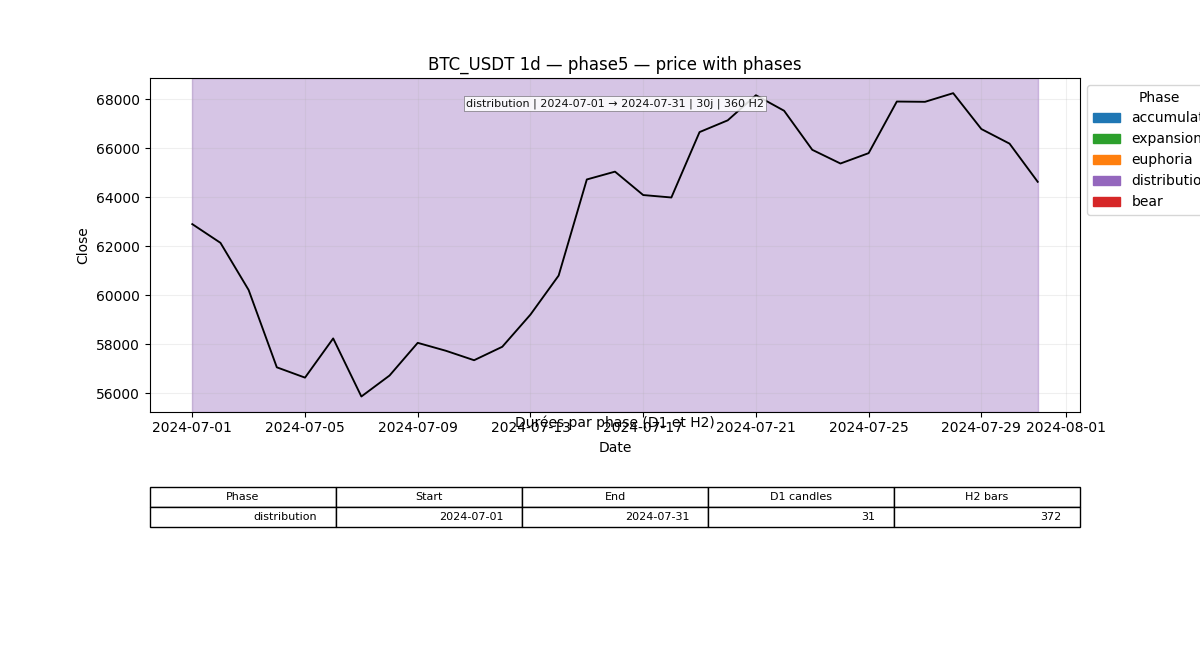 BTC_USDT 1d — phase5 — price with phases
distribution | 2024-07-01 → 2024-07-31 | 30j | 360 H2
68000
66000
64000
62000
60000
58000
56000
Close
Phase
accumulat
expansion
euphoria
distributio
bear
Durées par phase (D1 et H2)
2024-07-01 2024-07-05 2024-07-09 2024-07-13 2024-07-17 2024-07-21 2024-07-25 2024-07-29 2024-08-01
Date
Phase Start End D1 candles H2 bars
distribution 2024-07-01 2024-07-31 31 372